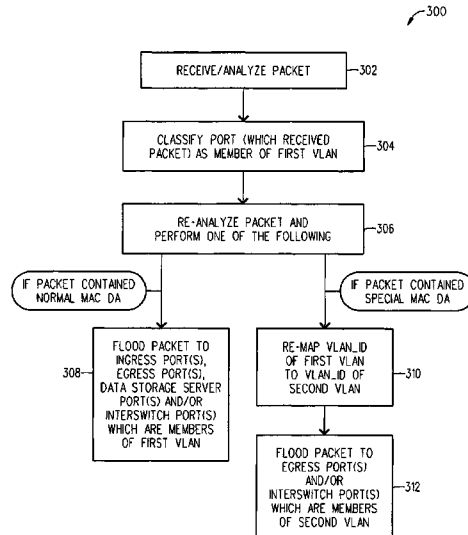 300
RECEIVE/ANALYZE PACKET
302
CLASSIFY PORT (WHICH RECEIVED
PACKET) AS MEMBER OF FIRST VLAN
304
RE-ANALYZE PACKET AND
PERFORM ONE OF THE FOLLOWING
306
IF PACKET CONTAINED
NORMAL MAC DA
IF PACKET CONTAINED
SPECIAL MAC DA
308
FLOOD PACKET TO
INGRESS PORT(S),
EGRESS PORT(S),
DATA STORAGE SERVER
PORT(S) AND/OR
INTERSWITCH PORT(S)
WHICH ARE MEMBERS
OF FIRST VLAN
RE-MAP VLAN_ID
OF FIRST VLAN
TO VLAN_ID OF
SECOND VLAN
310
FLOOD PACKET TO
EGRESS PORT(S)
AND/OR
INTERSWITCH PORT(S)
WHICH ARE MEMBERS
OF SECOND VLAN
312